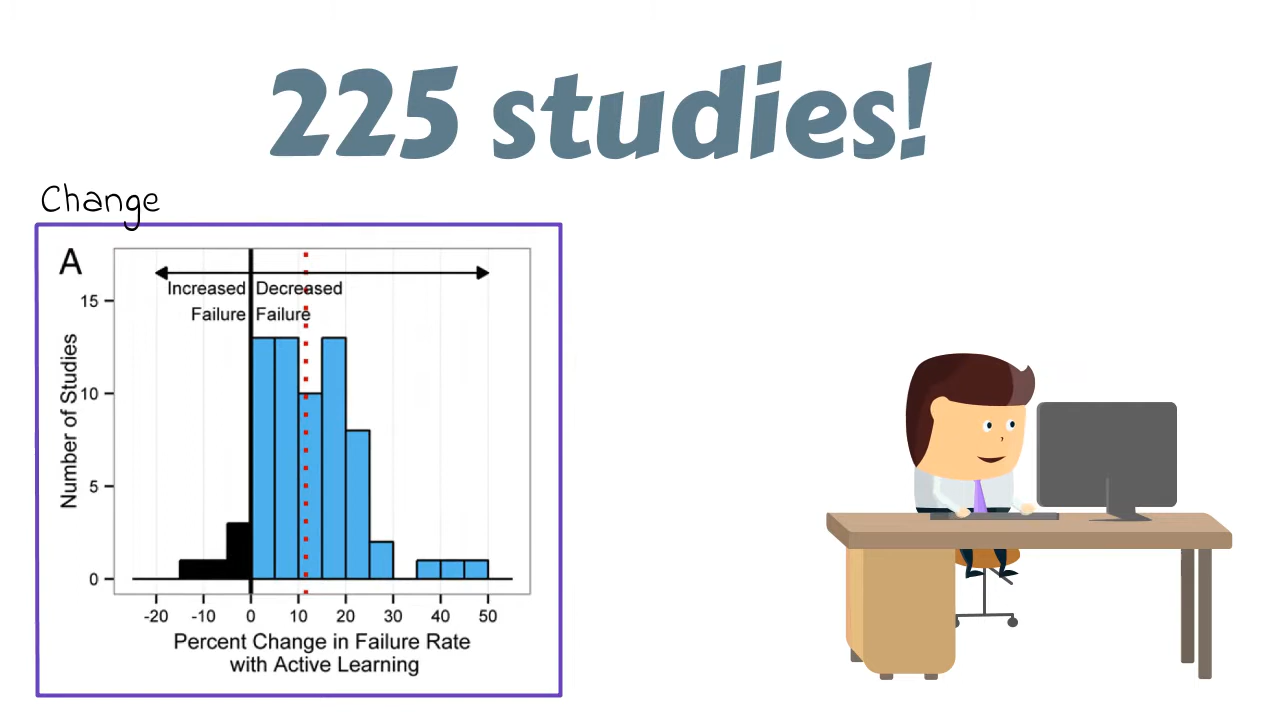 225 studies!
Change
A
Increased Decreased
Failure Failure
15
10
5
0
Number of Studies
-20 -10 0 10 20 30 40 50
Percent Change in Failure Rate
with Active Learning